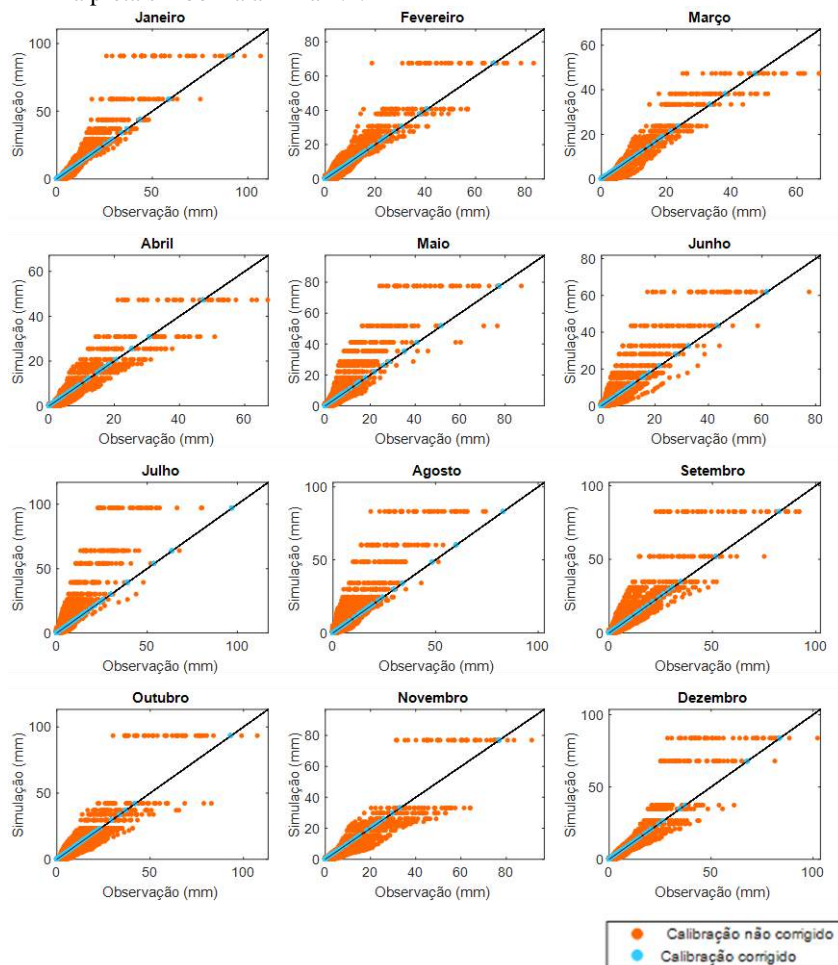 Janeiro Fevereiro Março
100 80 60
60
50 40 40
20 20
0 0 0
Simulação (mm) Simulação (mm) Simulação (mm)
0 50 100 0 20 40 60 80 0 20 40 60
Observação (mm) Observação (mm) Observação (mm)
Abril Maio Junho
60 80 80
60 60
40 40 40
20 20 20
0 0 0
Simulação (mm) Simulação (mm) Simulação (mm)
0 20 40 60 0 20 40 60 80 0 20 40 60 80
Observação (mm) Observação (mm) Observação (mm)
Julho Agosto Setembro
100 100 100
50 50 50
0 0 0
Simulação (mm) Simulação (mm) Simulação (mm)
0 50 100 0 50 100 0 50 100
Observação (mm) Observação (mm) Observação (mm)
Outubro Novembro Dezembro
100 80 100
60
50 40 50
20
0 0 0
Simulação (mm) Simulação (mm) Simulação (mm)
0 50 100 0 20 40 60 80 0 50 100
Observação (mm) Observação (mm) Observação (mm)
Calibração não corrigido
Calibração corrigido